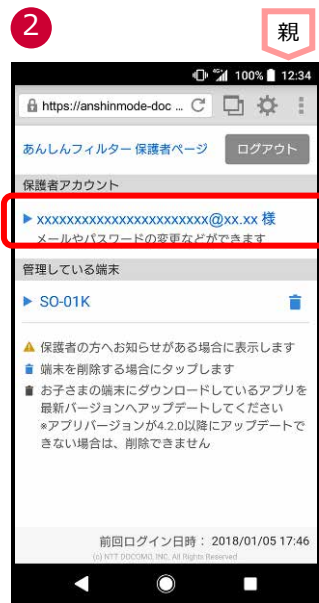 2
親
100% 12:34
https://anshinmode-doc ...
あんしんフィルター 保護者ページ
ログアウト
保護者アカウント
▶ xxxxxxxxxxxxxxxxxxxxxxx@xx.xx 様
メールやパスワードの変更などができます
管理している端末
▶ SO-01K
保護者の方へお知らせがある場合に表示します
端末を削除する場合にタップします
お子さまの端末にダウンロードしているアプリを
最新バージョンへアップデートしてください
※アプリバージョンが4.2.0以降にアップデートで
きない場合は、削除できません
前回ログイン日時： 2018/01/05 17:46
(c) NTT DOCOMO, INC. All Rights Reserved